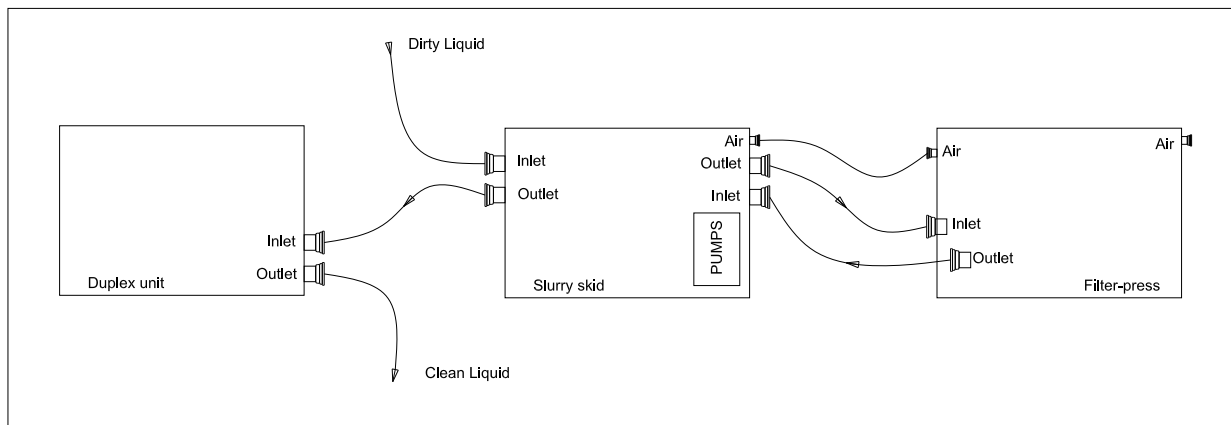 Dirty Liquid
Inlet
Outlet
Inlet
Outlet
Duplex unit
Clean Liquid
Air
Outlet
Inlet
PUMPS
Slurry skid
Air
Air
Inlet
Outlet
Filter-press